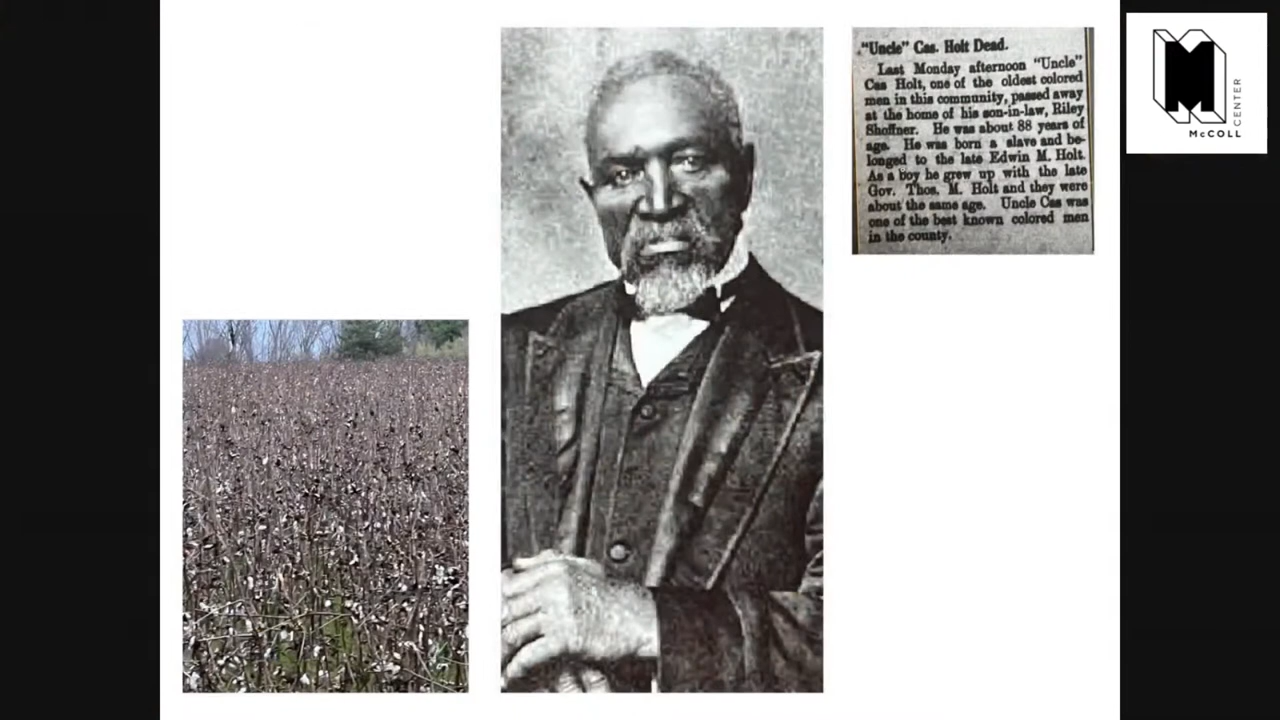 "Uncle" Cas. Holt Dead.
Last Monday afternoon "Uncle"
Cas Holt, one of the oldest colored
men in this community, passed away
at the home of his son-in-law, Riley
Shoffner. He was about 88 years of
age. He was born a slave and be-
longed to the late Edwin M. Holt.
As a boy he grew up with the late
Gov. Thos. M. Holt and they were
about the same age. Uncle Cas was
one of the best known colored men
in the county.
M
McCOLL
CENTER